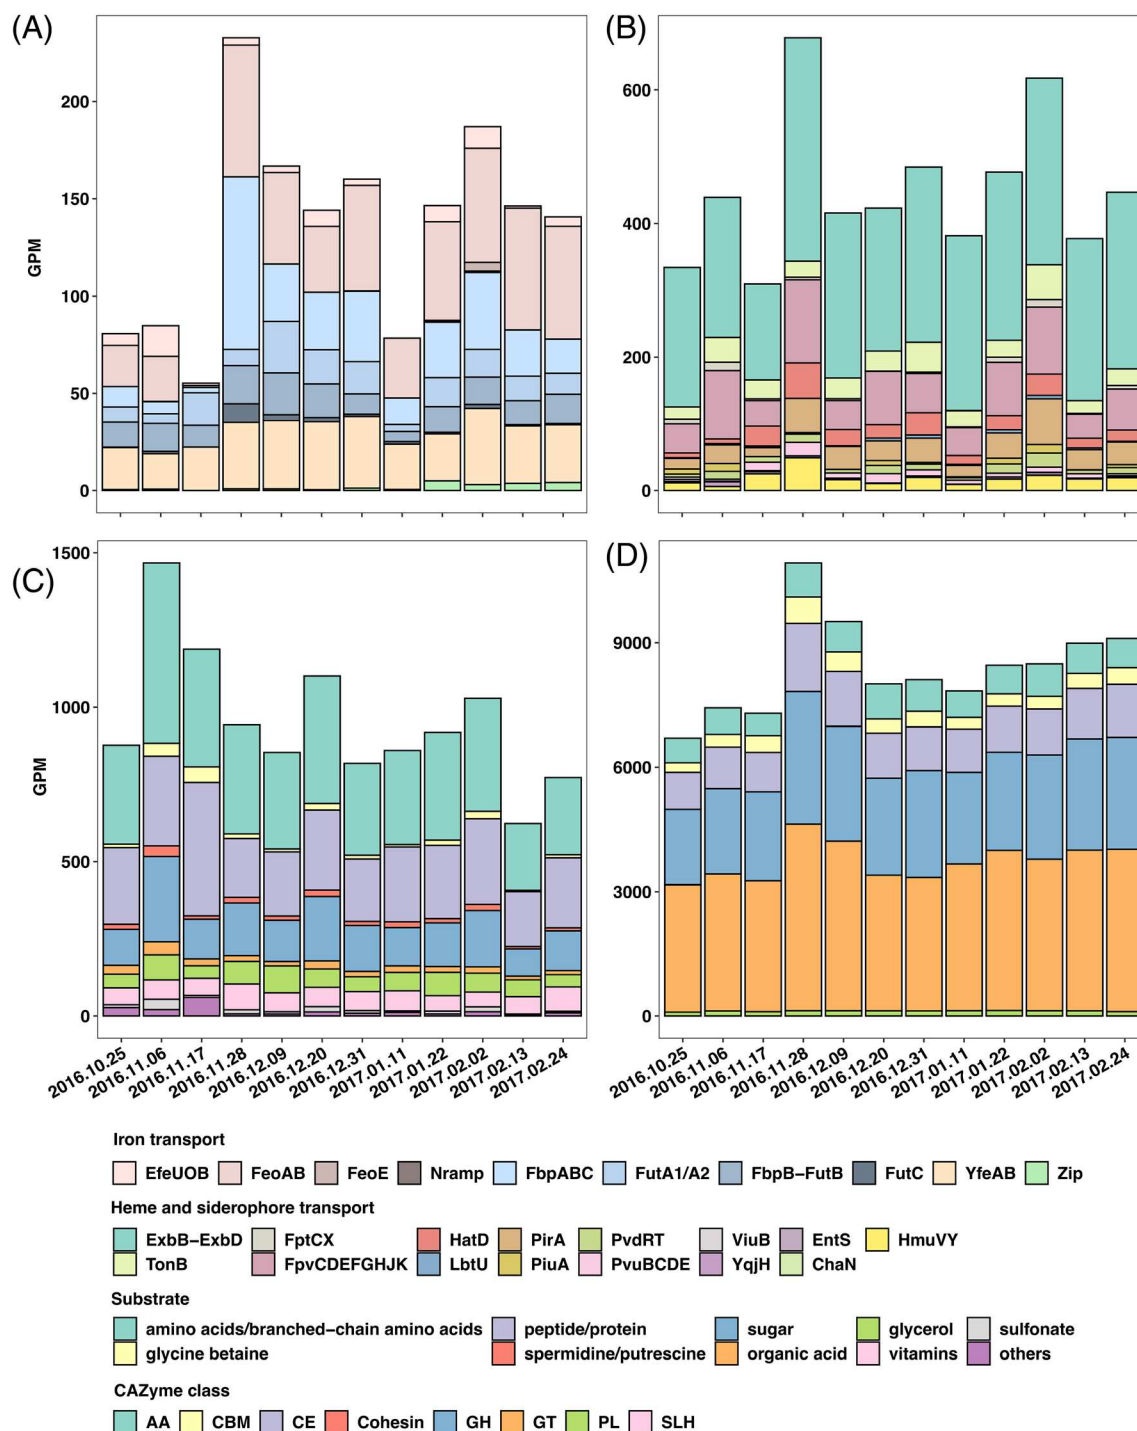 (A)
(B)
200
150
100
50
0
GPM
600
400
200
0
(C)
(D)
1500
1000
500
0
GPM
9000
6000
3000
0
2016.10.25
2016.11.06
2016.11.17
2016.11.28
2016.12.09
2016.12.20
2016.12.31
2017.01.11
2017.01.22
2017.02.02
2017.02.13
2017.02.24
2016.10.25
2016.11.06
2016.11.17
2016.11.28
2016.12.09
2016.12.20
2016.12.31
2017.01.11
2017.01.22
2017.02.02
2017.02.13
2017.02.24
Iron transport
EfeUOB FeoAB FeoE Nramp FbpABC FutA1/A2 FbpB−FutB FutC YfeAB Zip
Heme and siderophore transport
ExbB−ExbD FptCX HatD PirA PvdRT ViuB EntS HmuVY
TonB FpvCDEFGHJK LbtU PiuA PvuBCDE YqjH ChaN
Substrate
amino acids/branched−chain amino acids peptide/protein sugar glycerol sulfonate
glycine betaine spermidine/putrescine organic acid vitamins others
CAZyme class
AA CBM CE Cohesin GH GT PL SLH